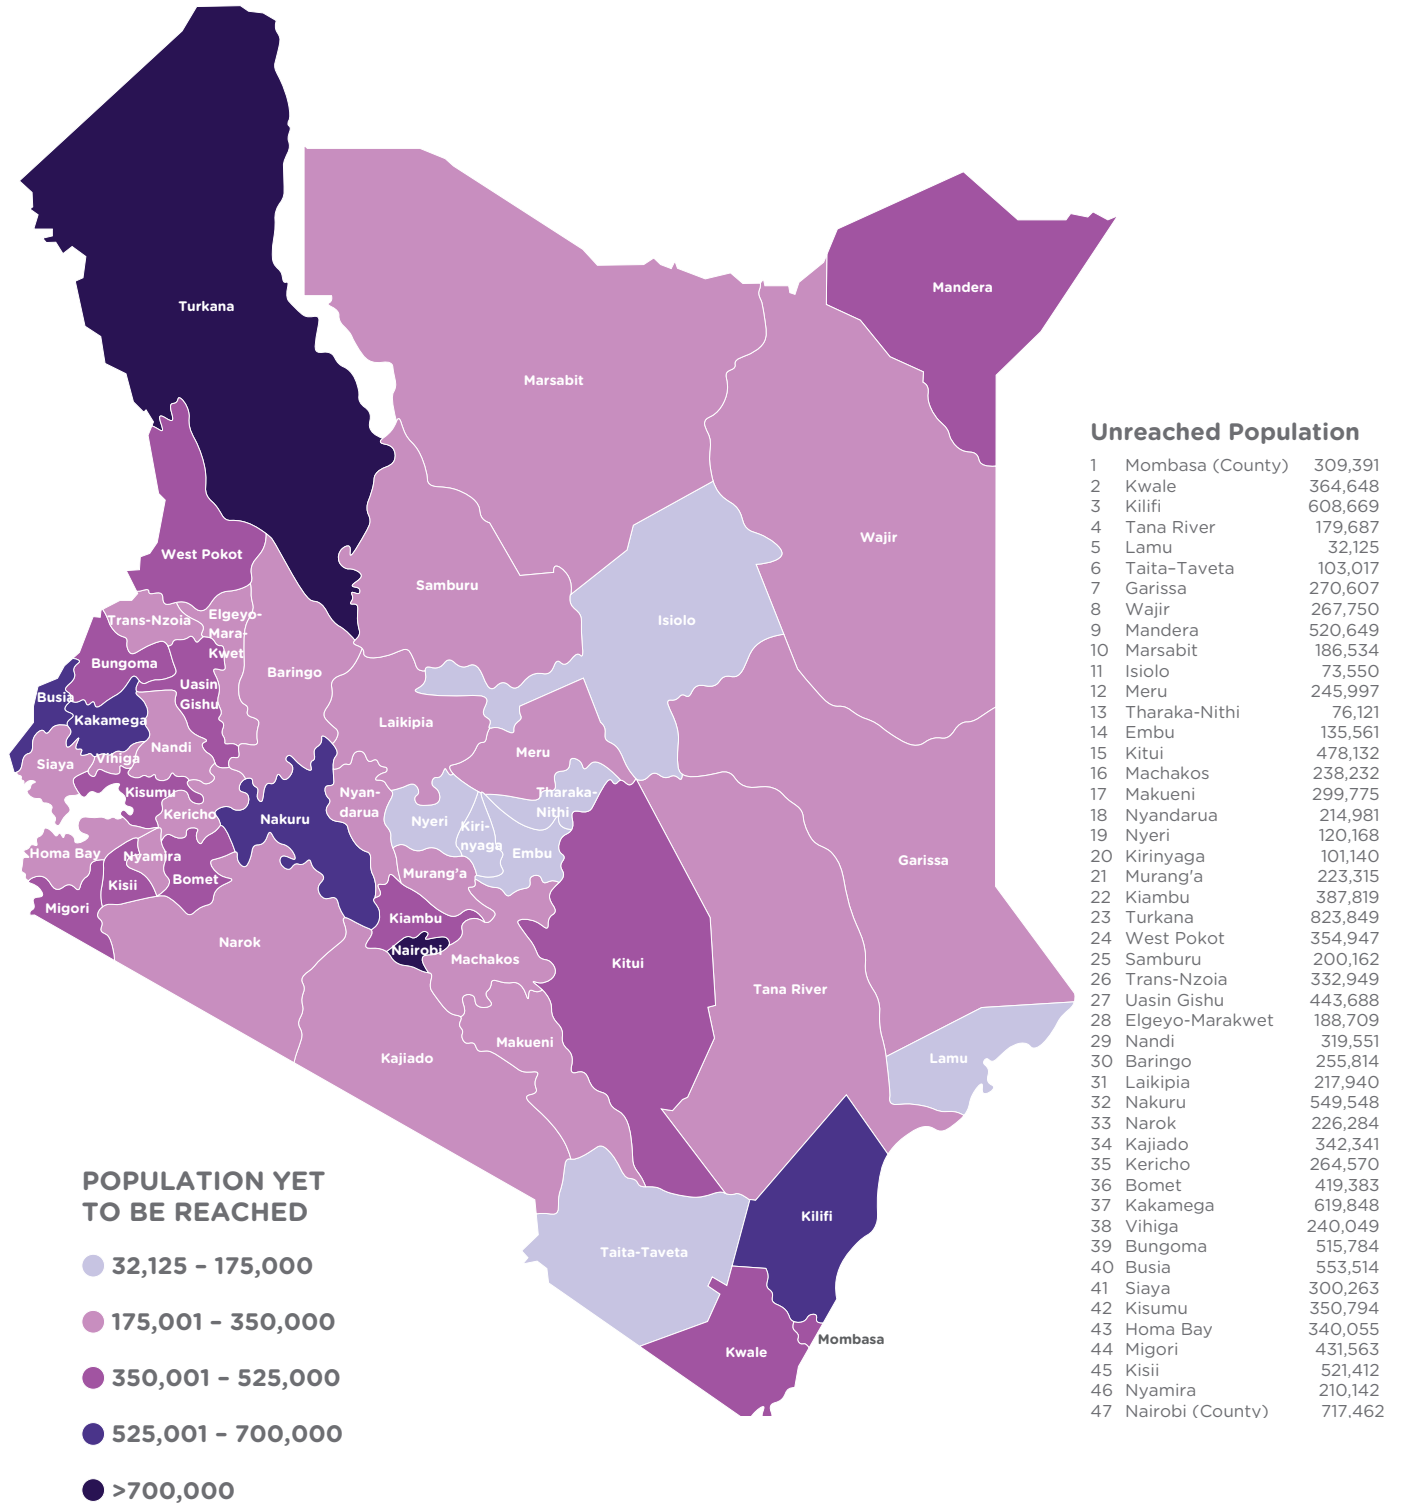 Turkana
Mandera
Marsabit
Wajir
West Pokot
Samburu
Isiolo
Trans-Nzoia
Elgeyo-
Mara-
Kwet
Bungoma
Baringo
Uasin
Gishu
Busia
Kakamega
Laikipia
Nandi
Vihiga
Siaya
Meru
Kisumu
Nyan-
darua
Tharaka-
Nithi
Kericho
Nakuru
Nyeri
Kiri-
nyaga
Homa Bay
Nyamira
Embu
Garissa
Kisii
Bomet
Murang'a
Migori
Kiambu
Narok
Nairobi
Machakos
Kitui
Tana River
Makueni
Kajiado
Lamu
Kilifi
Taita-Taveta
Kwale
Mombasa
Unreached Population
1 Mombasa (County) 309,391
2 Kwale 364,648
3 Kilifi 608,669
4 Tana River 179,687
5 Lamu 32,125
6 Taita–Taveta 103,017
7 Garissa 270,607
8 Wajir 267,750
9 Mandera 520,649
10 Marsabit 186,534
11 Isiolo 73,550
12 Meru 245,997
13 Tharaka-Nithi 76,121
14 Embu 135,561
15 Kitui 478,132
16 Machakos 238,232
17 Makueni 299,775
18 Nyandarua 214,981
19 Nyeri 120,168
20 Kirinyaga 101,140
21 Murang'a 223,315
22 Kiambu 387,819
23 Turkana 823,849
24 West Pokot 354,947
25 Samburu 200,162
26 Trans-Nzoia 332,949
27 Uasin Gishu 443,688
28 Elgeyo-Marakwet 188,709
29 Nandi 319,551
30 Baringo 255,814
31 Laikipia 217,940
32 Nakuru 549,548
33 Narok 226,284
34 Kajiado 342,341
35 Kericho 264,570
36 Bomet 419,383
37 Kakamega 619,848
38 Vihiga 240,049
39 Bungoma 515,784
40 Busia 553,514
41 Siaya 300,263
42 Kisumu 350,794
43 Homa Bay 340,055
44 Migori 431,563
45 Kisii 521,412
46 Nyamira 210,142
47 Nairobi (County) 717,462
POPULATION YET
TO BE REACHED
32,125 – 175,000
175,001 – 350,000
350,001 – 525,000
525,001 – 700,000
>700,000